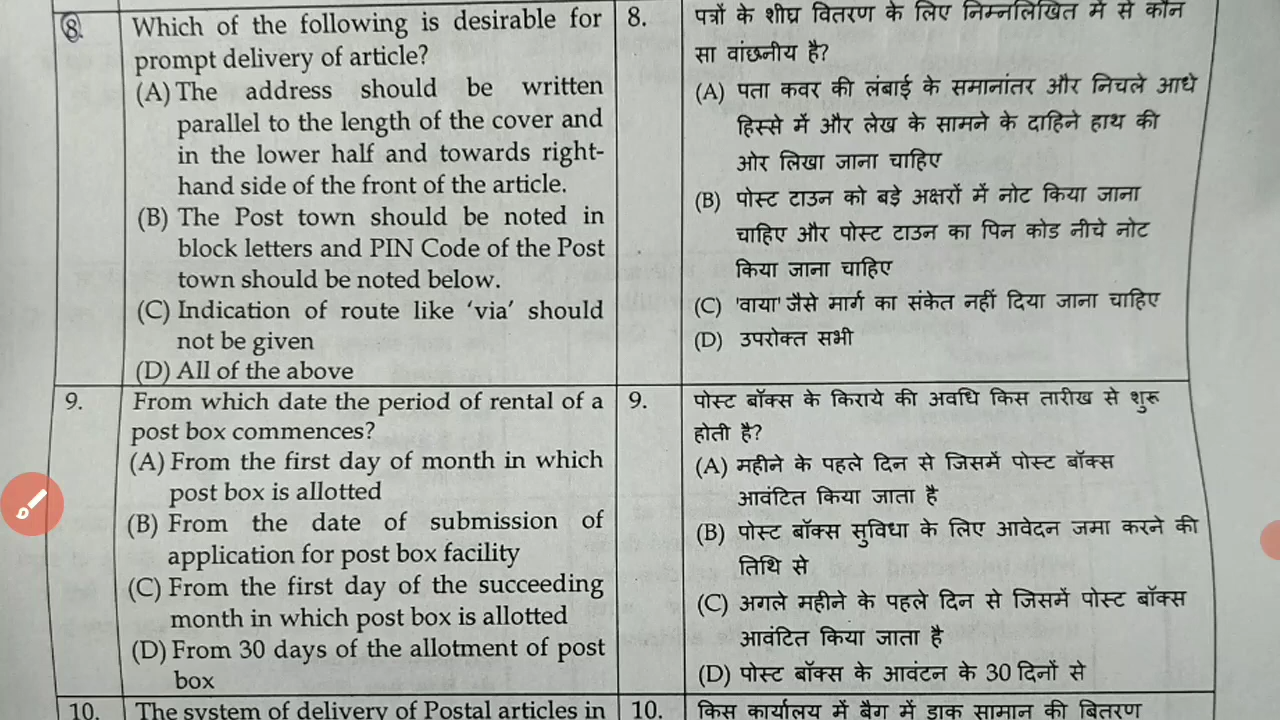 8.
Which of the following is desirable for
prompt delivery of article?
(A) The address should be written
parallel to the length of the cover and
in the lower half and towards right-
hand side of the front of the article.
(B) The Post town should be noted in
block letters and PIN Code of the Post
town should be noted below.
(C) Indication of route like ‘via’ should
not be given
(D) All of the above
8.
पत्रों के शीघ्र वितरण के लिए निम्नलिखित में से कौन
सा वांछनीय है?
(A) पता कवर की लंबाई के समानांतर और निचले आधे
हिस्से में और लेख के सामने के दाहिने हाथ की
ओर लिखा जाना चाहिए
(B) पोस्ट टाउन को बड़े अक्षरों में नोट किया जाना
चाहिए और पोस्ट टाउन का पिन कोड नीचे नोट
किया जाना चाहिए
(C) 'वाया' जैसे मार्ग का संकेत नहीं दिया जाना चाहिए
(D) उपरोक्त सभी
9.
From which date the period of rental of a
post box commences?
(A) From the first day of month in which
post box is allotted
(B) From the date of submission of
application for post box facility
(C) From the first day of the succeeding
month in which post box is allotted
(D) From 30 days of the allotment of post
box
9.
पोस्ट बॉक्स के किराये की अवधि किस तारीख से शुरू
होती है?
(A) महीने के पहले दिन से जिसमें पोस्ट बॉक्स
आवंटित किया जाता है
(B) पोस्ट बॉक्स सुविधा के लिए आवेदन जमा करने की
तिथि से
(C) अगले महीने के पहले दिन से जिसमें पोस्ट बॉक्स
आवंटित किया जाता है
(D) पोस्ट बॉक्स के आवंटन के 30 दिनों से
10.
The system of delivery of Postal articles in
10.
किस कार्यालय में बैग में डाक सामान की बितरण